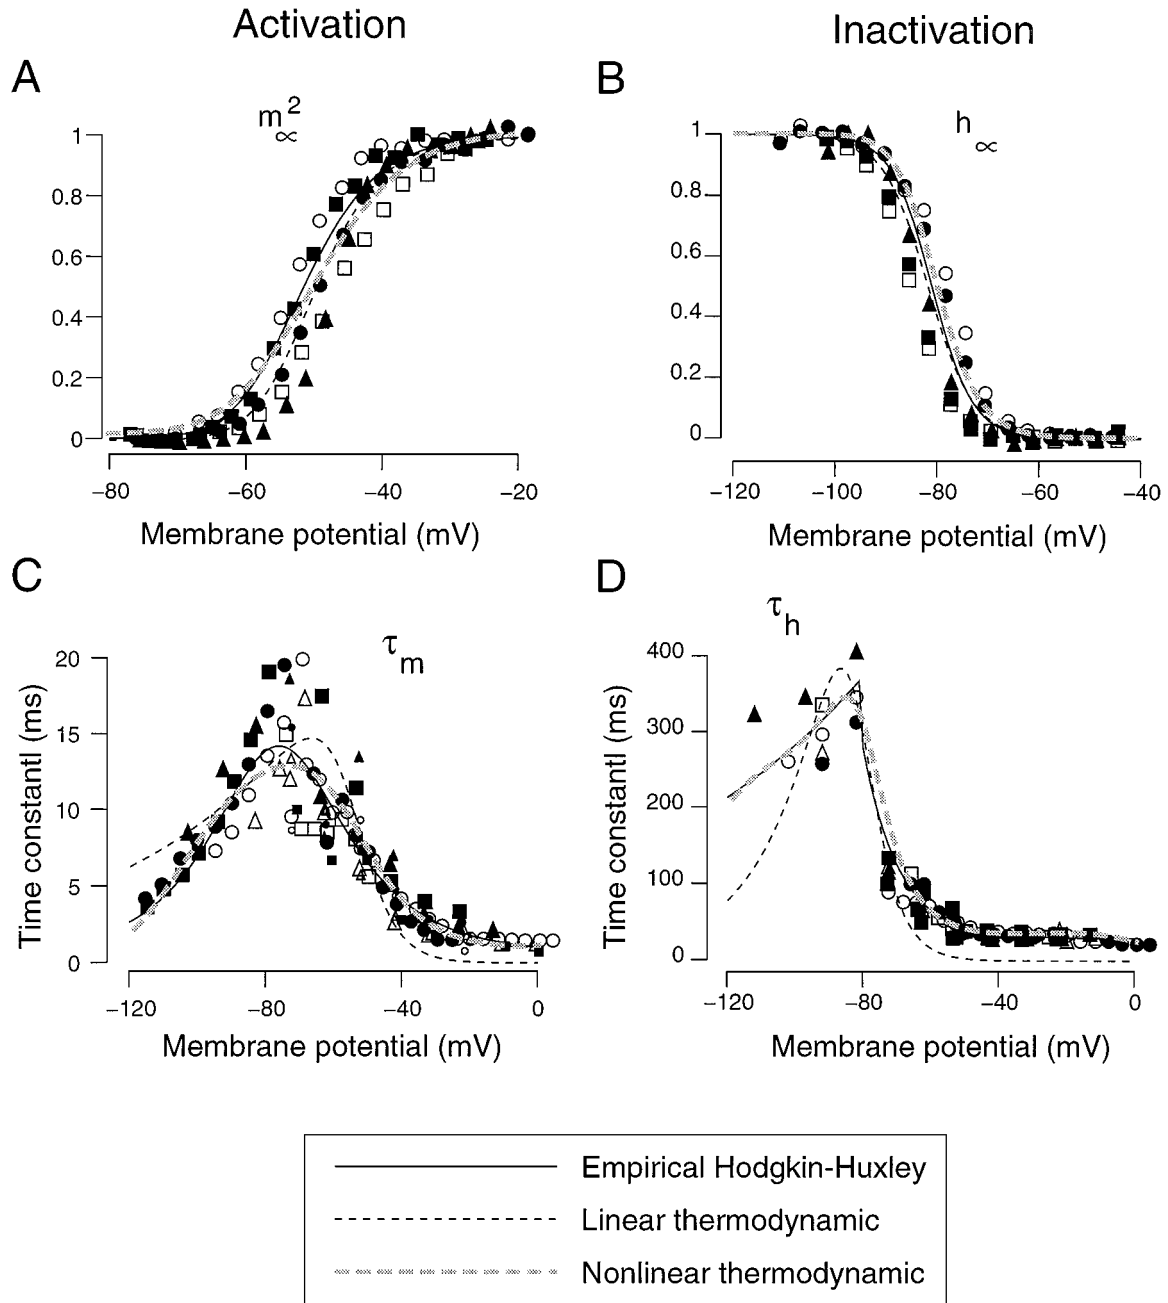 Activation
Inactivation
A
B
m∝²
h∝
1
0.8
0.6
0.4
0.2
0
−80
−60
−40
−20
Membrane potential (mV)
1
0.8
0.6
0.4
0.2
0
−120
−100
−80
−60
−40
Membrane potential (mV)
C
D
τm
τh
Time constantl (ms)
20
15
10
5
0
−120
−80
−40
0
Membrane potential (mV)
Time constantl (ms)
400
300
200
100
0
−120
−80
−40
0
Membrane potential (mV)
Empirical Hodgkin-Huxley
Linear thermodynamic
Nonlinear thermodynamic